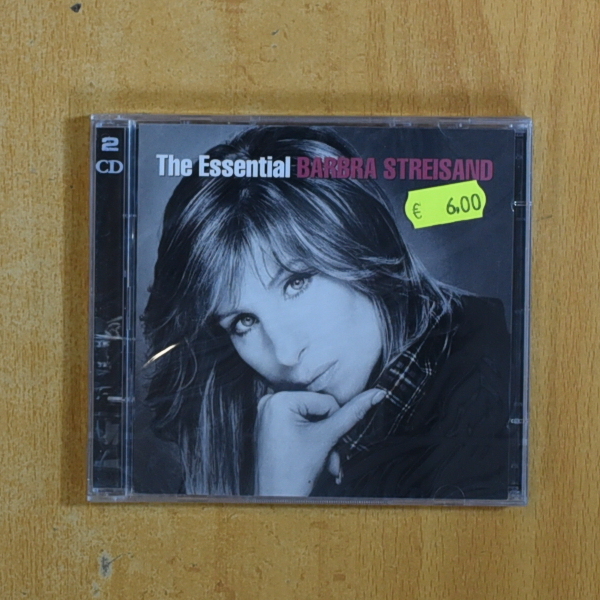 2
CD
The Essential BARBRA STREISAND
€ 6,00